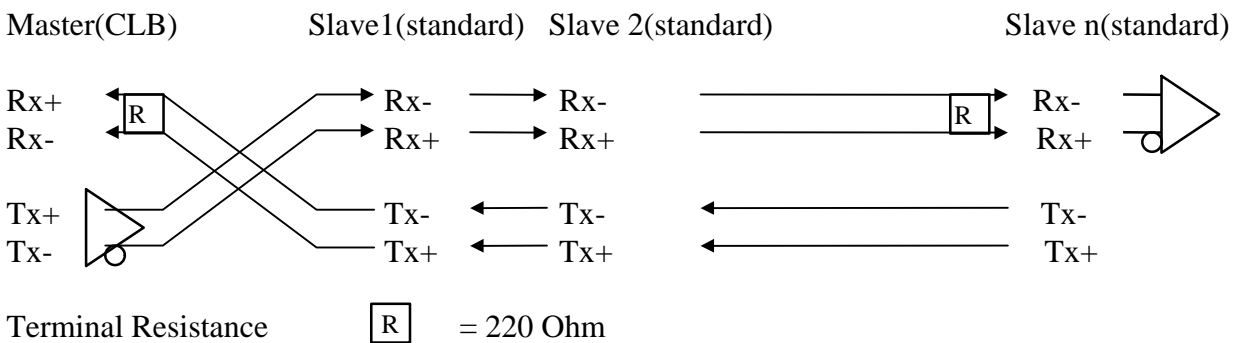 Master(CLB) Slave1(standard) Slave 2(standard) Slave n(standard)
Rx+ R Rx- Rx- R Rx-
Rx- Rx+ Rx+ Rx+
Tx+ Tx- Tx- Tx-
Tx- Tx+ Tx+ Tx+
Terminal Resistance R = 220 Ohm